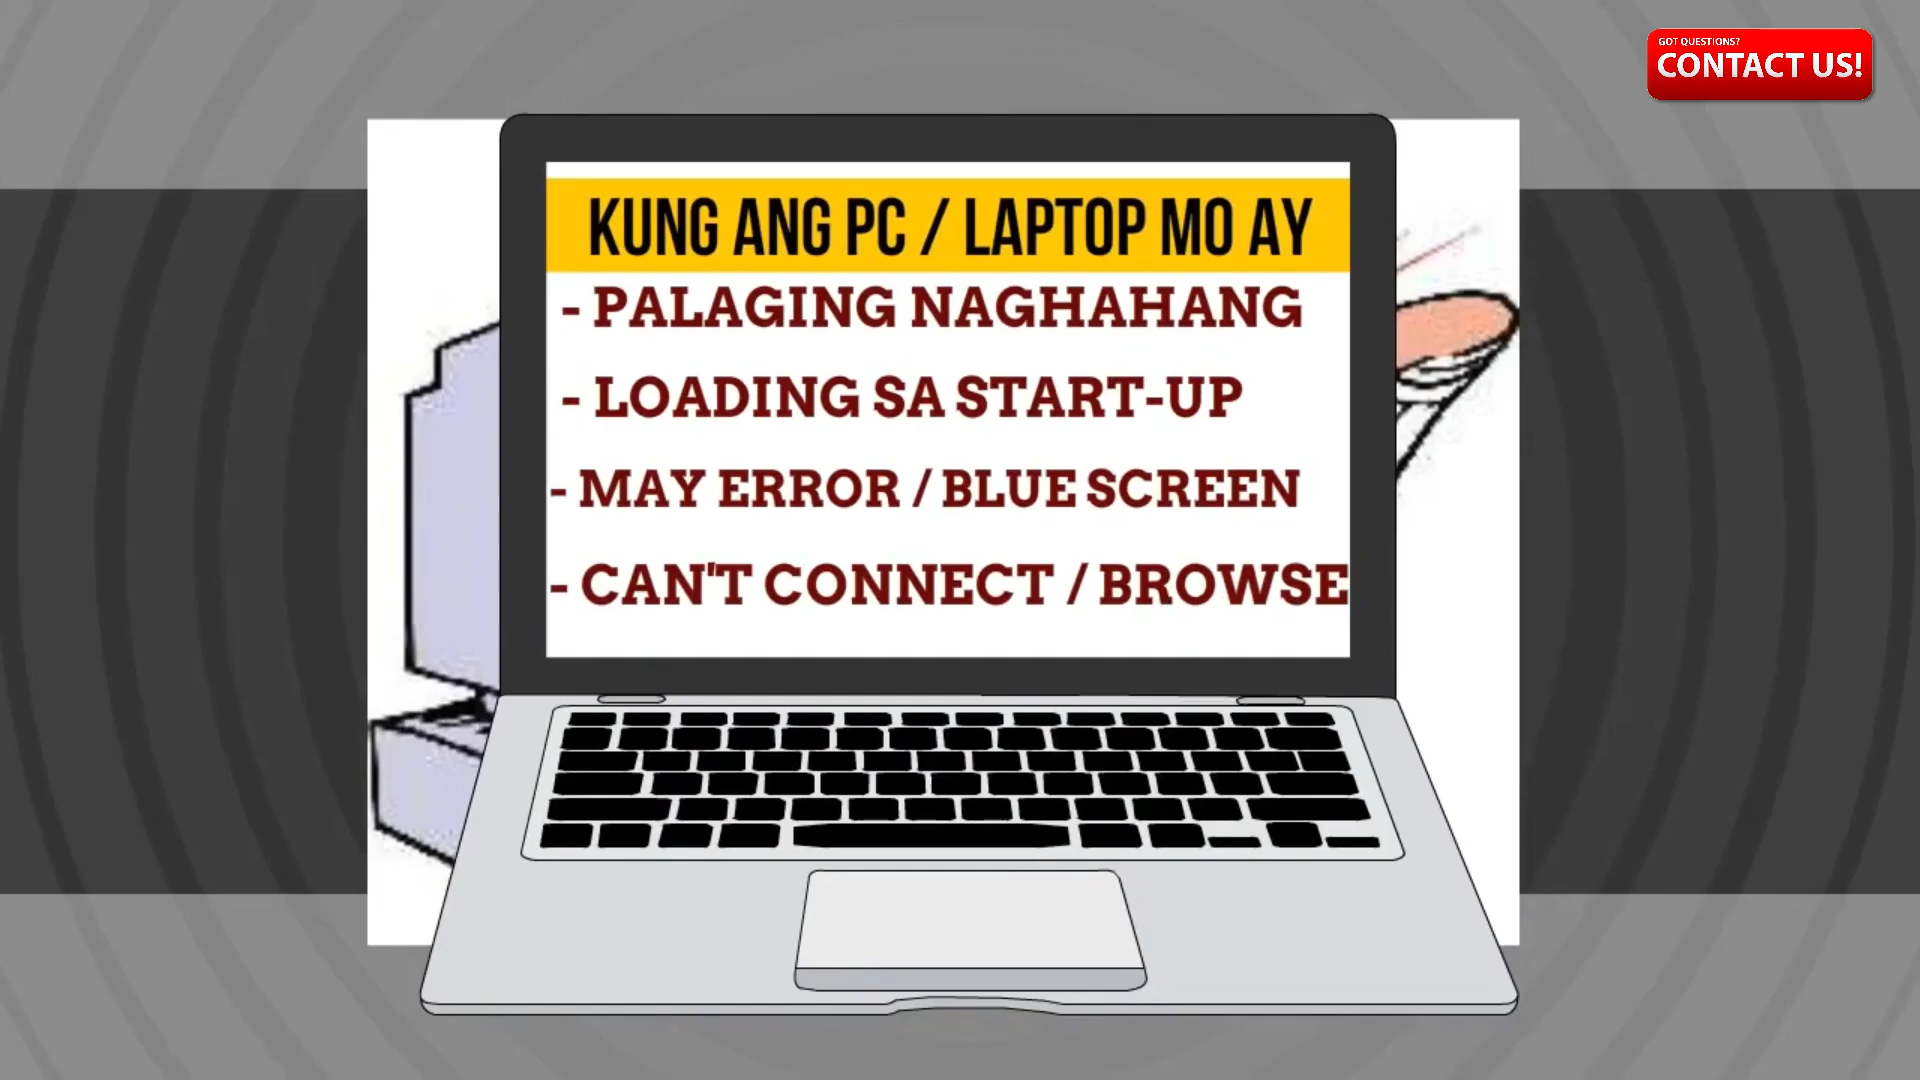 GOT QUESTIONS?
CONTACT US!
KUNG ANG PC / LAPTOP MO AY
- PALAGING NAGHAHANG
- LOADING SA START-UP
- MAY ERROR / BLUE SCREEN
- CAN'T CONNECT / BROWSE